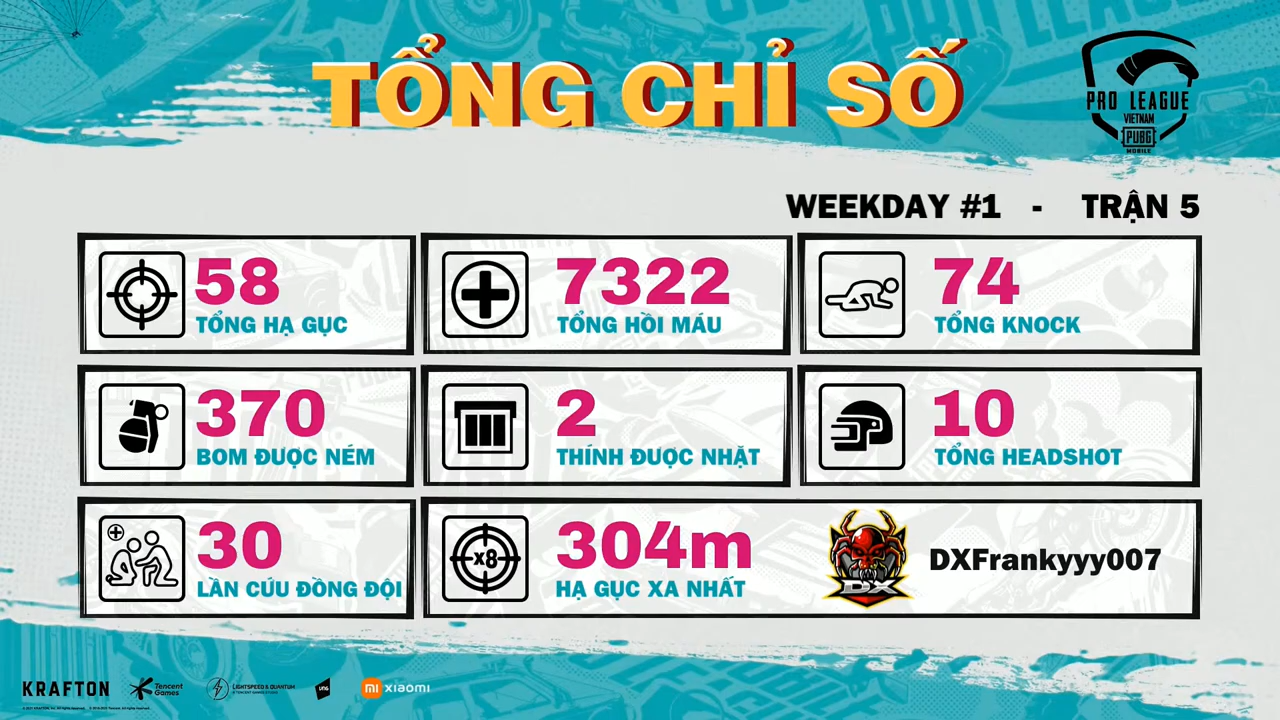 TỔNG CHỈ SỐ
PRO LEAGUE
VIETNAM
PUBG
MOBILE
WEEKDAY #1 - TRẬN 5
58
TỔNG HẠ GỤC
7322
TỔNG HỒI MÁU
74
TỔNG KNOCK
370
BOM ĐƯỢC NÉM
2
THÍNH ĐƯỢC NHẶT
10
TỔNG HEADSHOT
30
LẦN CỨU ĐỒNG ĐỘI
x8
304m
HẠ GỤC XA NHẤT
DX
DXFrankyyy007
KRAFTON
Tencent
Games
LIGHTSPEED & QUANTUM
VNG
mi xiaomi